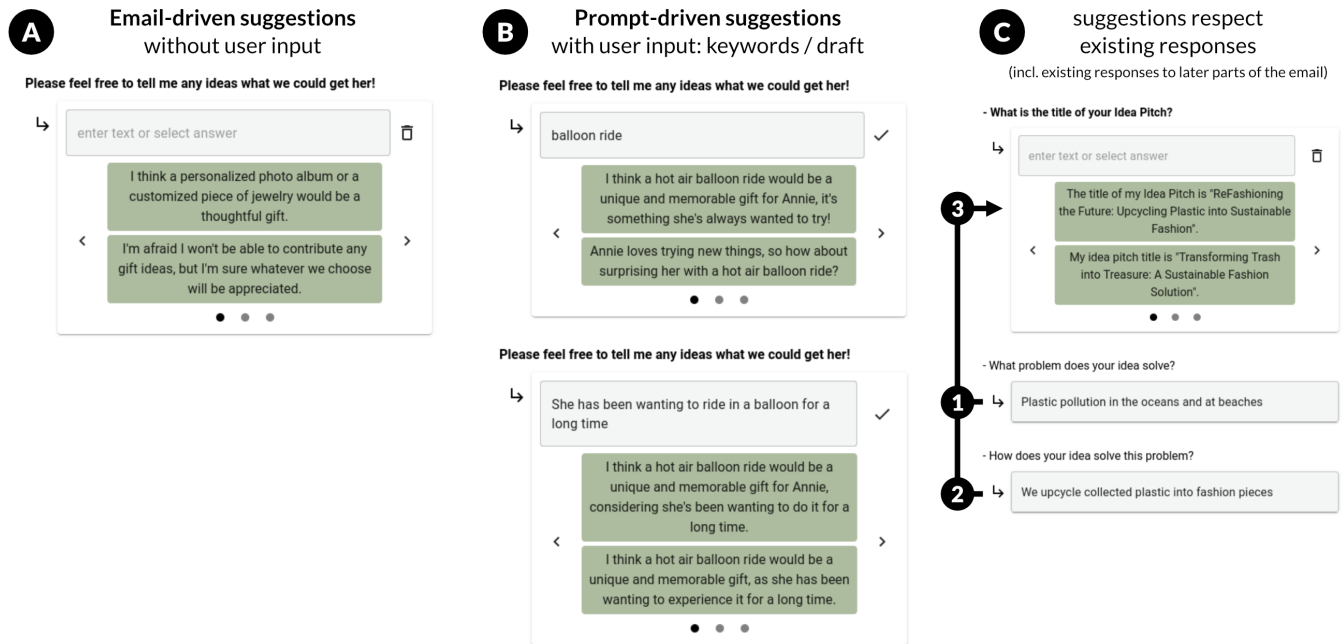 A
Email-driven suggestions
without user input
Please feel free to tell me any ideas what we could get her!
enter text or select answer
I think a personalized photo album or a
customized piece of jewelry would be a
thoughtful gift.
I'm afraid I won't be able to contribute any
gift ideas, but I'm sure whatever we choose
will be appreciated.
B
Prompt-driven suggestions
with user input: keywords / draft
Please feel free to tell me any ideas what we could get her!
balloon ride
I think a hot air balloon ride would be a
unique and memorable gift for Annie, it's
something she's always wanted to try!
Annie loves trying new things, so how about
surprising her with a hot air balloon ride?
Please feel free to tell me any ideas what we could get her!
She has been wanting to ride in a balloon for a
long time
I think a hot air balloon ride would be a
unique and memorable gift for Annie,
considering she's been wanting to do it for a
long time.
I think a hot air balloon ride would be a
unique and memorable gift, as she has been
wanting to experience it for a long time.
C
suggestions respect
existing responses
(incl. existing responses to later parts of the email)
- What is the title of your Idea Pitch?
enter text or select answer
3
The title of my Idea Pitch is "ReFashioning
the Future: Upcycling Plastic into Sustainable
Fashion".
My idea pitch title is "Transforming Trash
into Treasure: A Sustainable Fashion
Solution".
- What problem does your idea solve?
1
Plastic pollution in the oceans and at beaches
- How does your idea solve this problem?
2
We upcycle collected plastic into fashion pieces